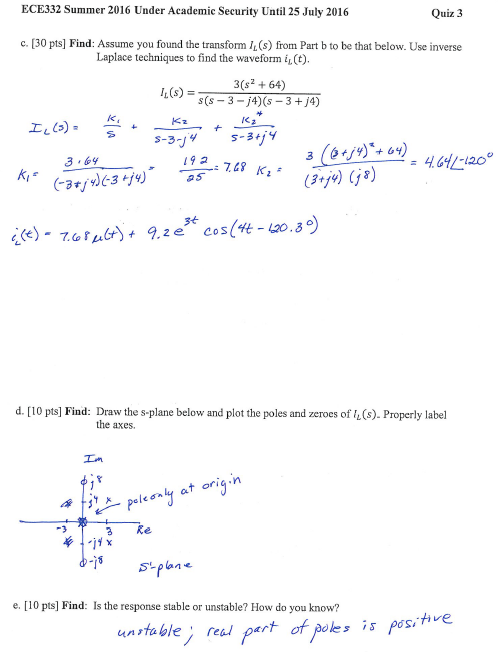 ECE332 Summer 2016 Under Academic Security Until 25 July 2016 Quiz 3
c. [30 pts] Find: Assume you found the transform I_L(s) from Part b to be that below. Use inverse
Laplace techniques to find the waveform i_L(t).
I_L(s) = 3(s² + 64) / s(s − 3 − j4)(s − 3 + j4)
I_L(s) = K₁/s + K₂/(s-3-j4) + K₂*/(s-3+j4)
K₁ = 3·64 / (-3+j4)(-3+j4) = 192/25 = 7.68 K₂ = 3((3+j4)²+64) / (3+j4)(j8) = 4.64∠-120°
i_L(t) = 7.68 u(t) + 9.2 e^3t cos(4t - 120.3°)
d. [10 pts] Find: Draw the s-plane below and plot the poles and zeroes of I_L(s). Properly label
the axes.
Im
j8
j4 x pole only at origin
-3 3 Re
-j4 x
-j8 S-plane
e. [10 pts] Find: Is the response stable or unstable? How do you know?
unstable; real part of poles is positive